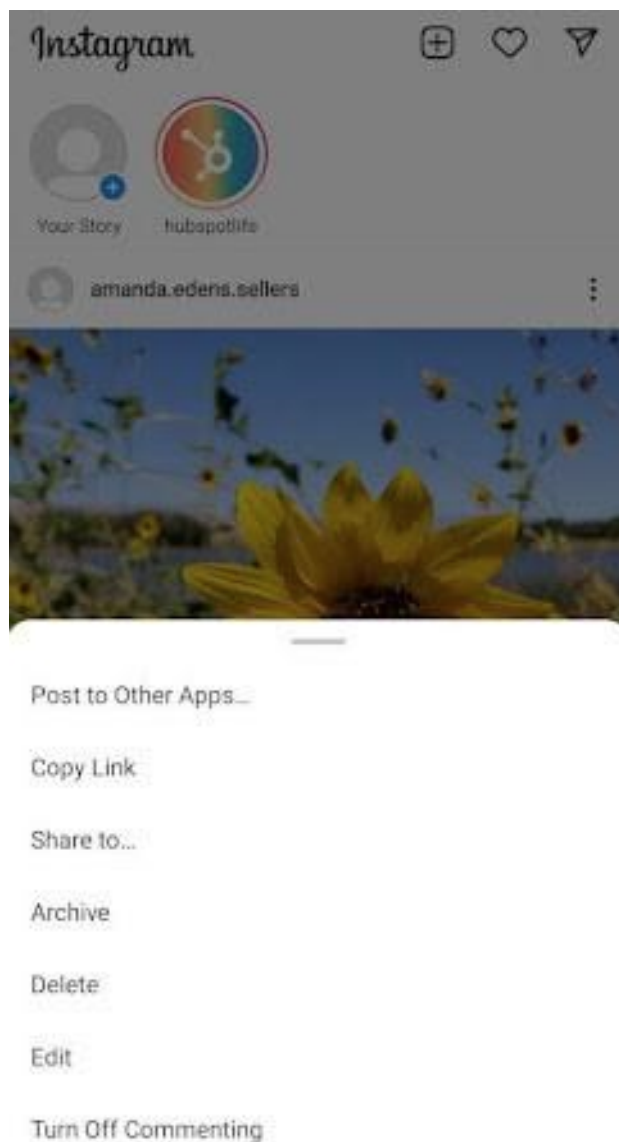 Instagram
Your Story
hubspotlife
amanda.edens.sellers
Post to Other Apps...
Copy Link
Share to...
Archive
Delete
Edit
Turn Off Commenting